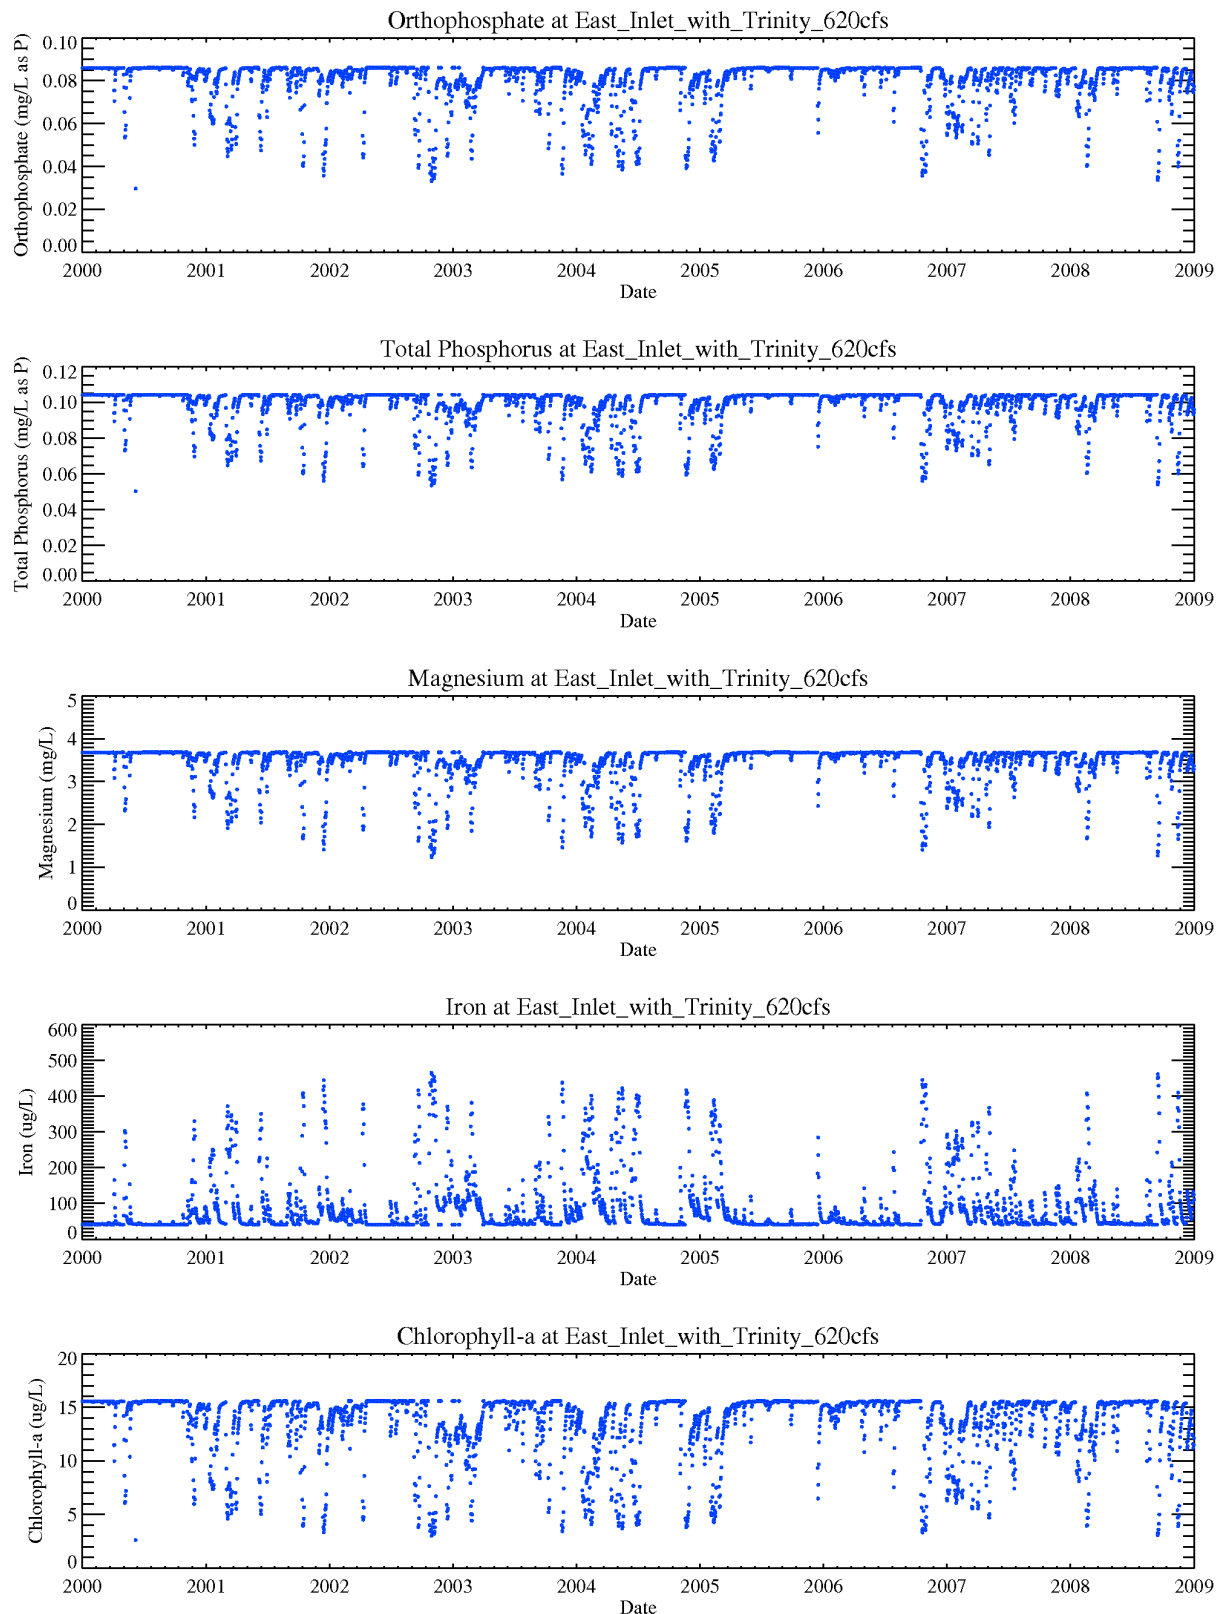 Orthophosphate at East_Inlet_with_Trinity_620cfs
Orthophosphate (mg/L as P)
0.10
0.08
0.06
0.04
0.02
0.00
2000 2001 2002 2003 2004 2005 2006 2007 2008 2009
Date
Total Phosphorus at East_Inlet_with_Trinity_620cfs
Total Phosphorus (mg/L as P)
0.12
0.10
0.08
0.06
0.04
0.02
0.00
2000 2001 2002 2003 2004 2005 2006 2007 2008 2009
Date
Magnesium at East_Inlet_with_Trinity_620cfs
Magnesium (mg/L)
5
4
3
2
1
0
2000 2001 2002 2003 2004 2005 2006 2007 2008 2009
Date
Iron at East_Inlet_with_Trinity_620cfs
Iron (ug/L)
600
500
400
300
200
100
0
2000 2001 2002 2003 2004 2005 2006 2007 2008 2009
Date
Chlorophyll-a at East_Inlet_with_Trinity_620cfs
Chlorophyll-a (ug/L)
20
15
10
5
0
2000 2001 2002 2003 2004 2005 2006 2007 2008 2009
Date